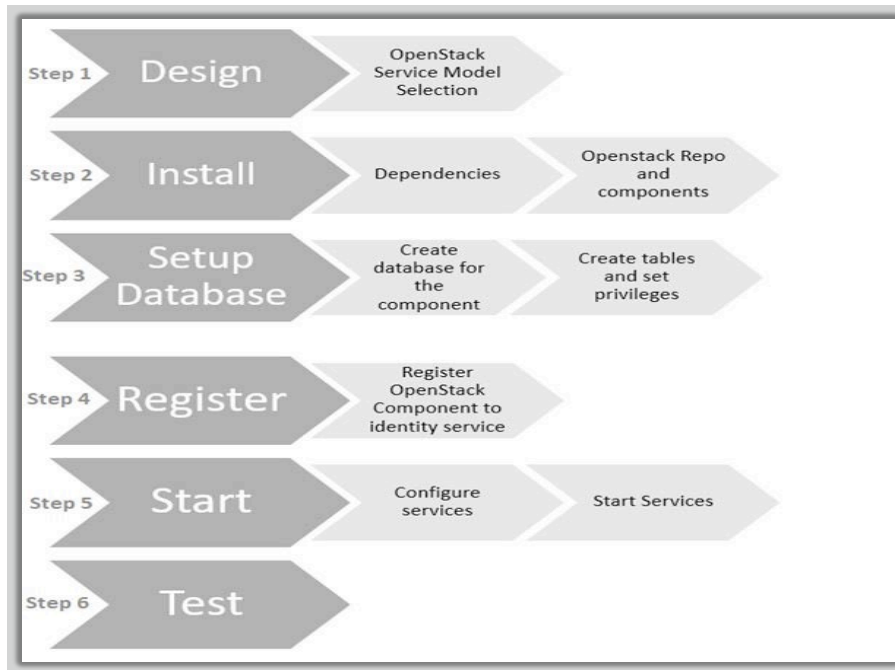 Step 1
Design
OpenStack
Service Model
Selection
Step 2
Install
Dependencies
Openstack Repo
and
components
Step 3
Setup
Database
Create
database for
the
component
Create tables
and set
privileges
Step 4
Register
Register
OpenStack
Component to
identity service
Step 5
Start
Configure
services
Start Services
Step 6
Test